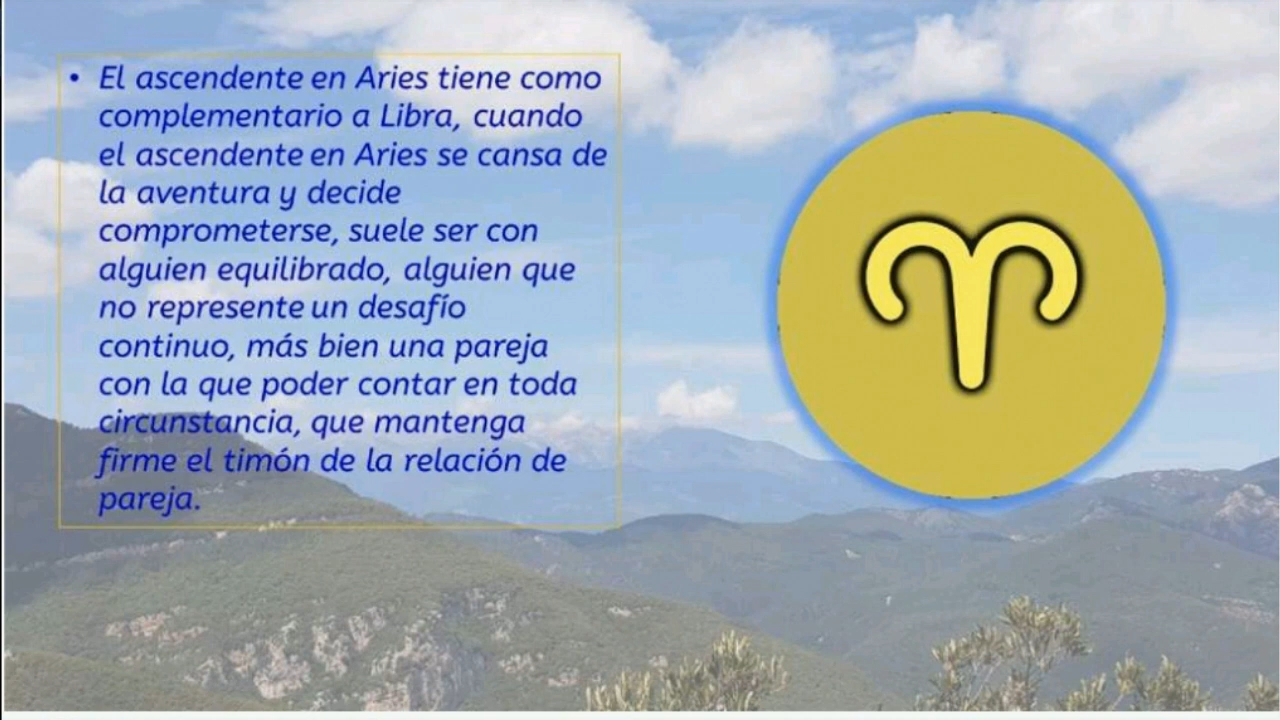 • El ascendente en Aries tiene como
complementario a Libra, cuando
el ascendente en Aries se cansa de
la aventura y decide
comprometerse, suele ser con
alguien equilibrado, alguien que
no represente un desafío
continuo, más bien una pareja
con la que poder contar en toda
circunstancia, que mantenga
firme el timón de la relación de
pareja.